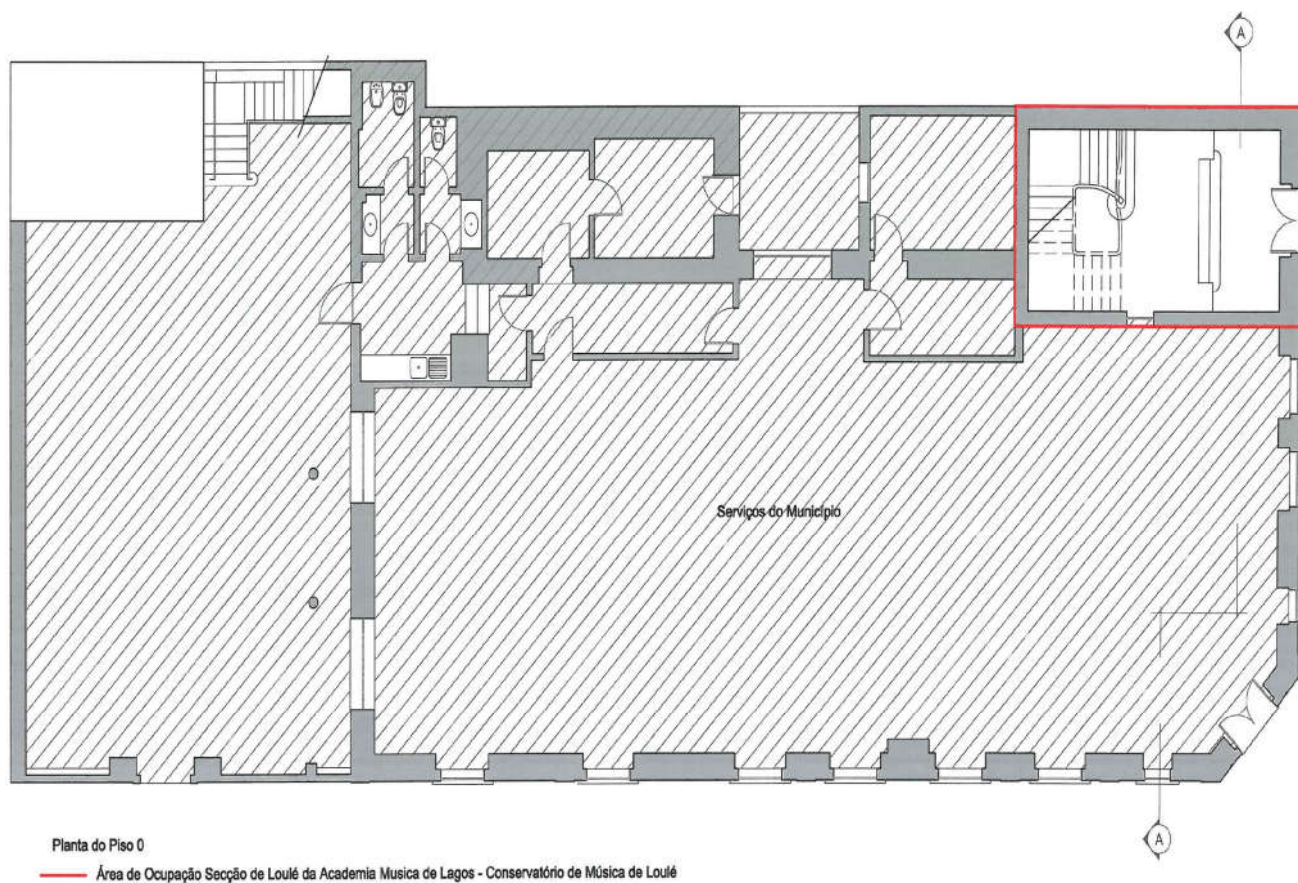 A
Serviços do Município
A
Planta do Piso 0
Área de Ocupação Secção de Loulé da Academia Musica de Lagos - Conservatório de Música de Loulé